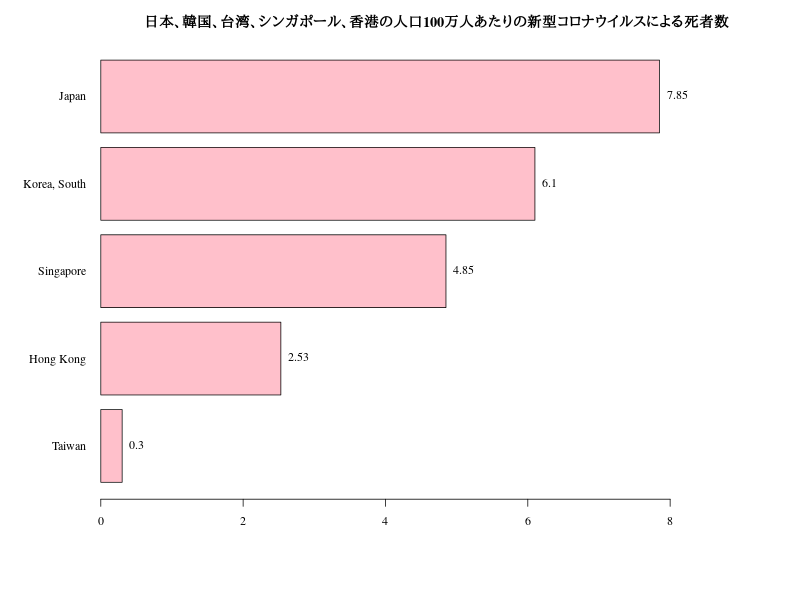 日本、韓国、台湾、シンガポール、香港の人口100万人あたりの新型コロナウイルスによる死者数
Japan 7.85
Korea, South 6.1
Singapore 4.85
Hong Kong 2.53
Taiwan 0.3
0 2 4 6 8